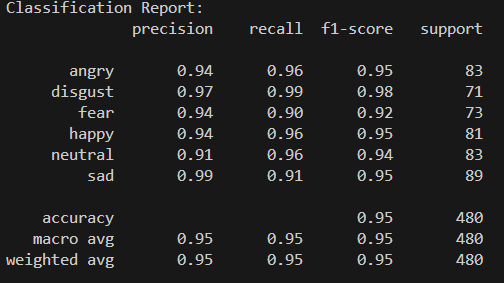 Classification Report:
precision recall f1-score support
angry 0.94 0.96 0.95 83
disgust 0.97 0.99 0.98 71
fear 0.94 0.90 0.92 73
happy 0.94 0.96 0.95 81
neutral 0.91 0.96 0.94 83
sad 0.99 0.91 0.95 89
accuracy 0.95 480
macro avg 0.95 0.95 0.95 480
weighted avg 0.95 0.95 0.95 480